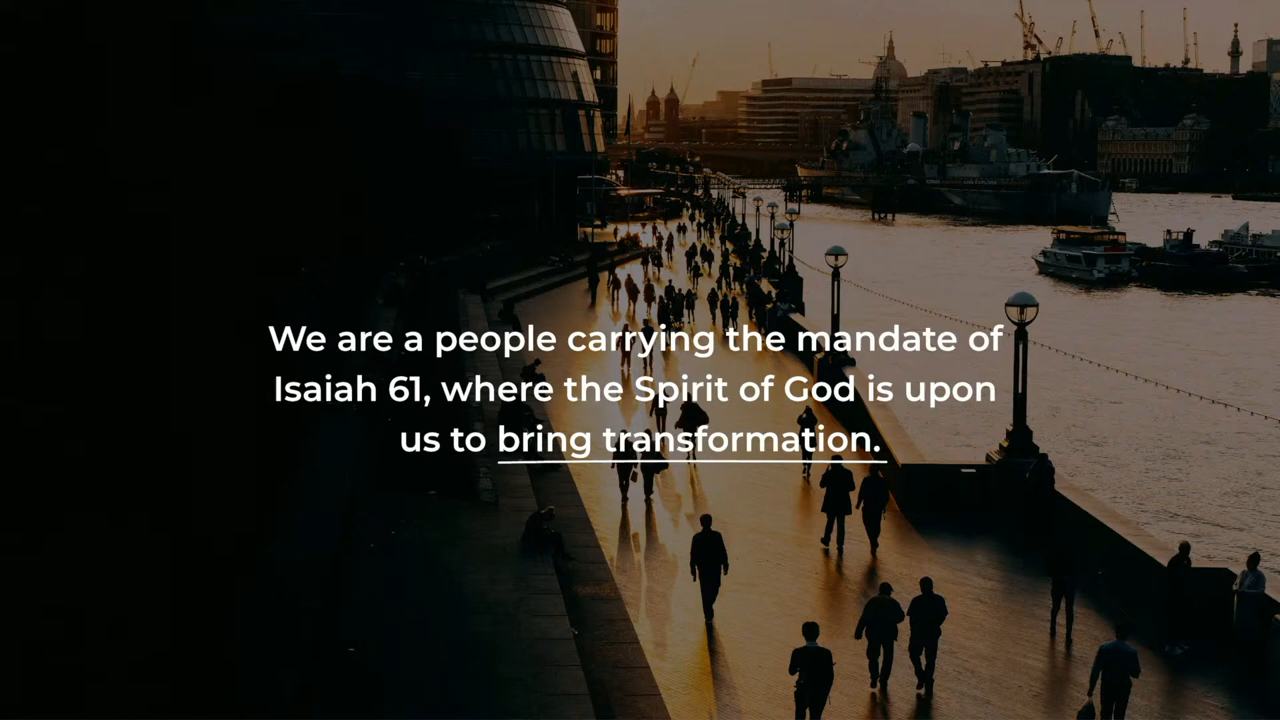 We are a people carrying the mandate of
Isaiah 61, where the Spirit of God is upon
us to bring transformation.